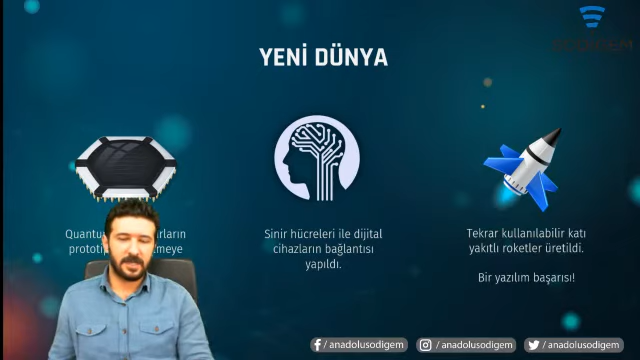 YENİ DÜNYA
Quantu
rların
prototi
meye
Sinir hücreleri ile dijital
cihazların bağlantısı
yapıldı.
Tekrar kullanılabilir katı
yakıtlı roketler üretildi.
Bir yazılım başarısı!
/anadolusodigem
/anadolusodigem
/anadolusodigem